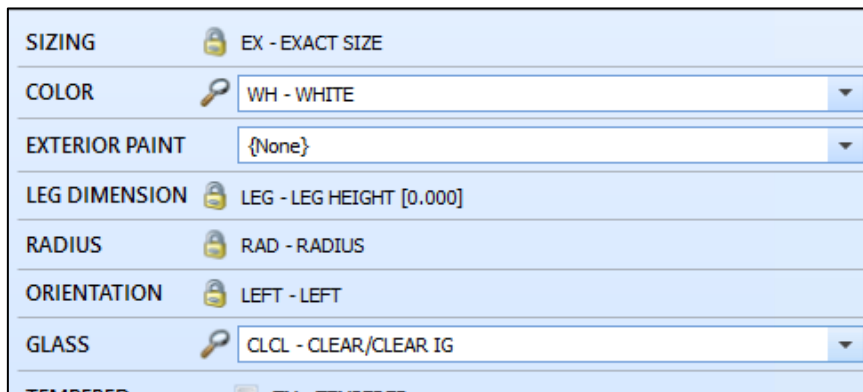 SIZING EX - EXACT SIZE
COLOR WH - WHITE
EXTERIOR PAINT {None}
LEG DIMENSION LEG - LEG HEIGHT [0.000]
RADIUS RAD - RADIUS
ORIENTATION LEFT - LEFT
GLASS CLCL - CLEAR/CLEAR IG